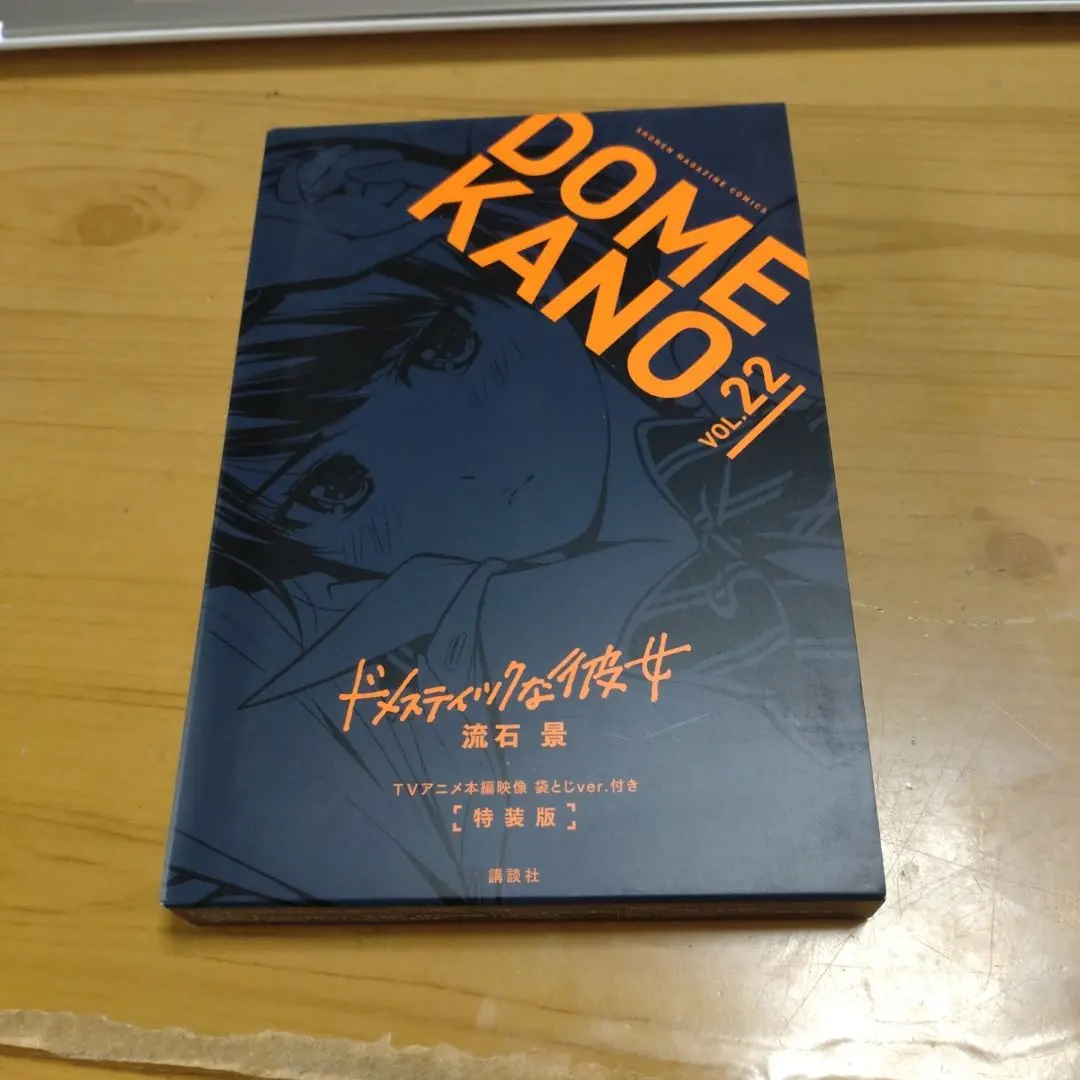 SHONEN MAGAZINE COMICS
DOME
KANO
VOL.22
ドメスティックな彼女
流石 景
TVアニメ本編映像 袋とじver.付き
[特装版]
講談社